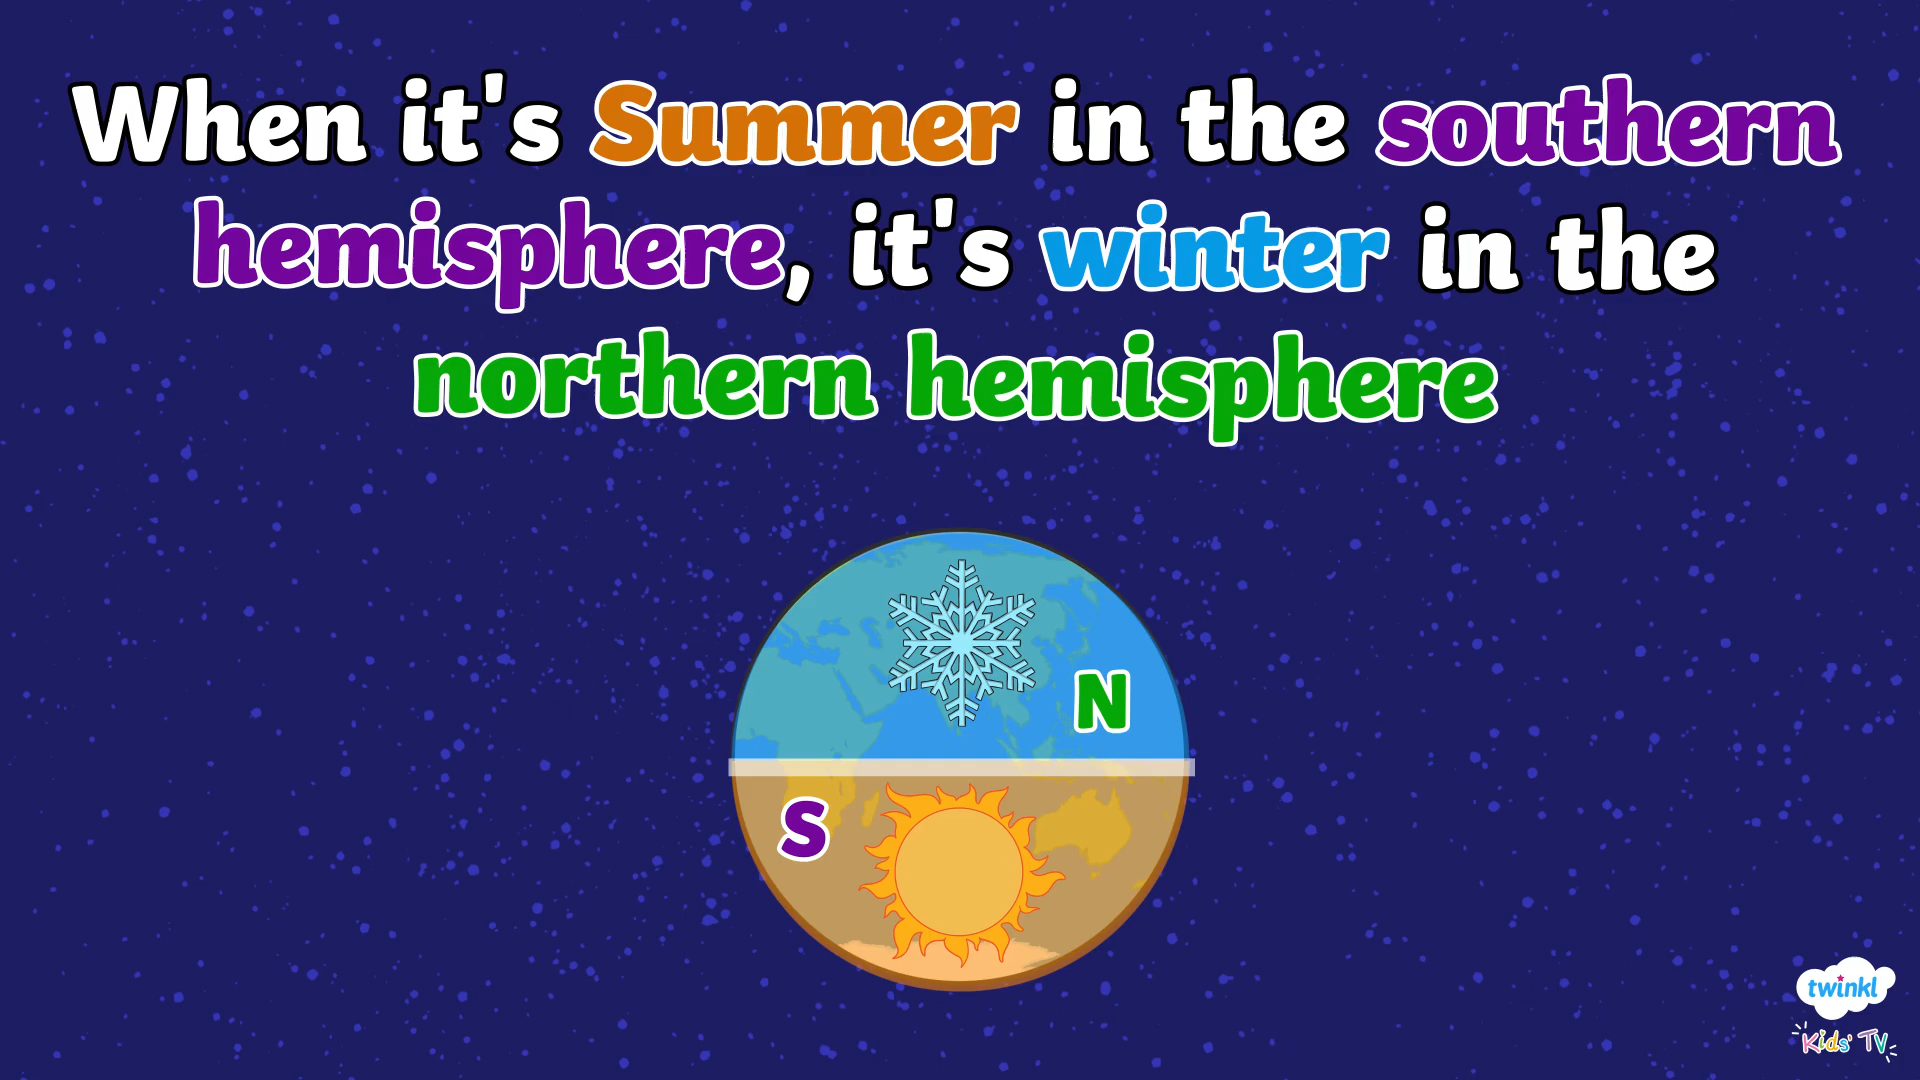 When it's Summer in the southern
hemisphere, it's winter in the
northern hemisphere
N
S
twinkl
Kids' TV